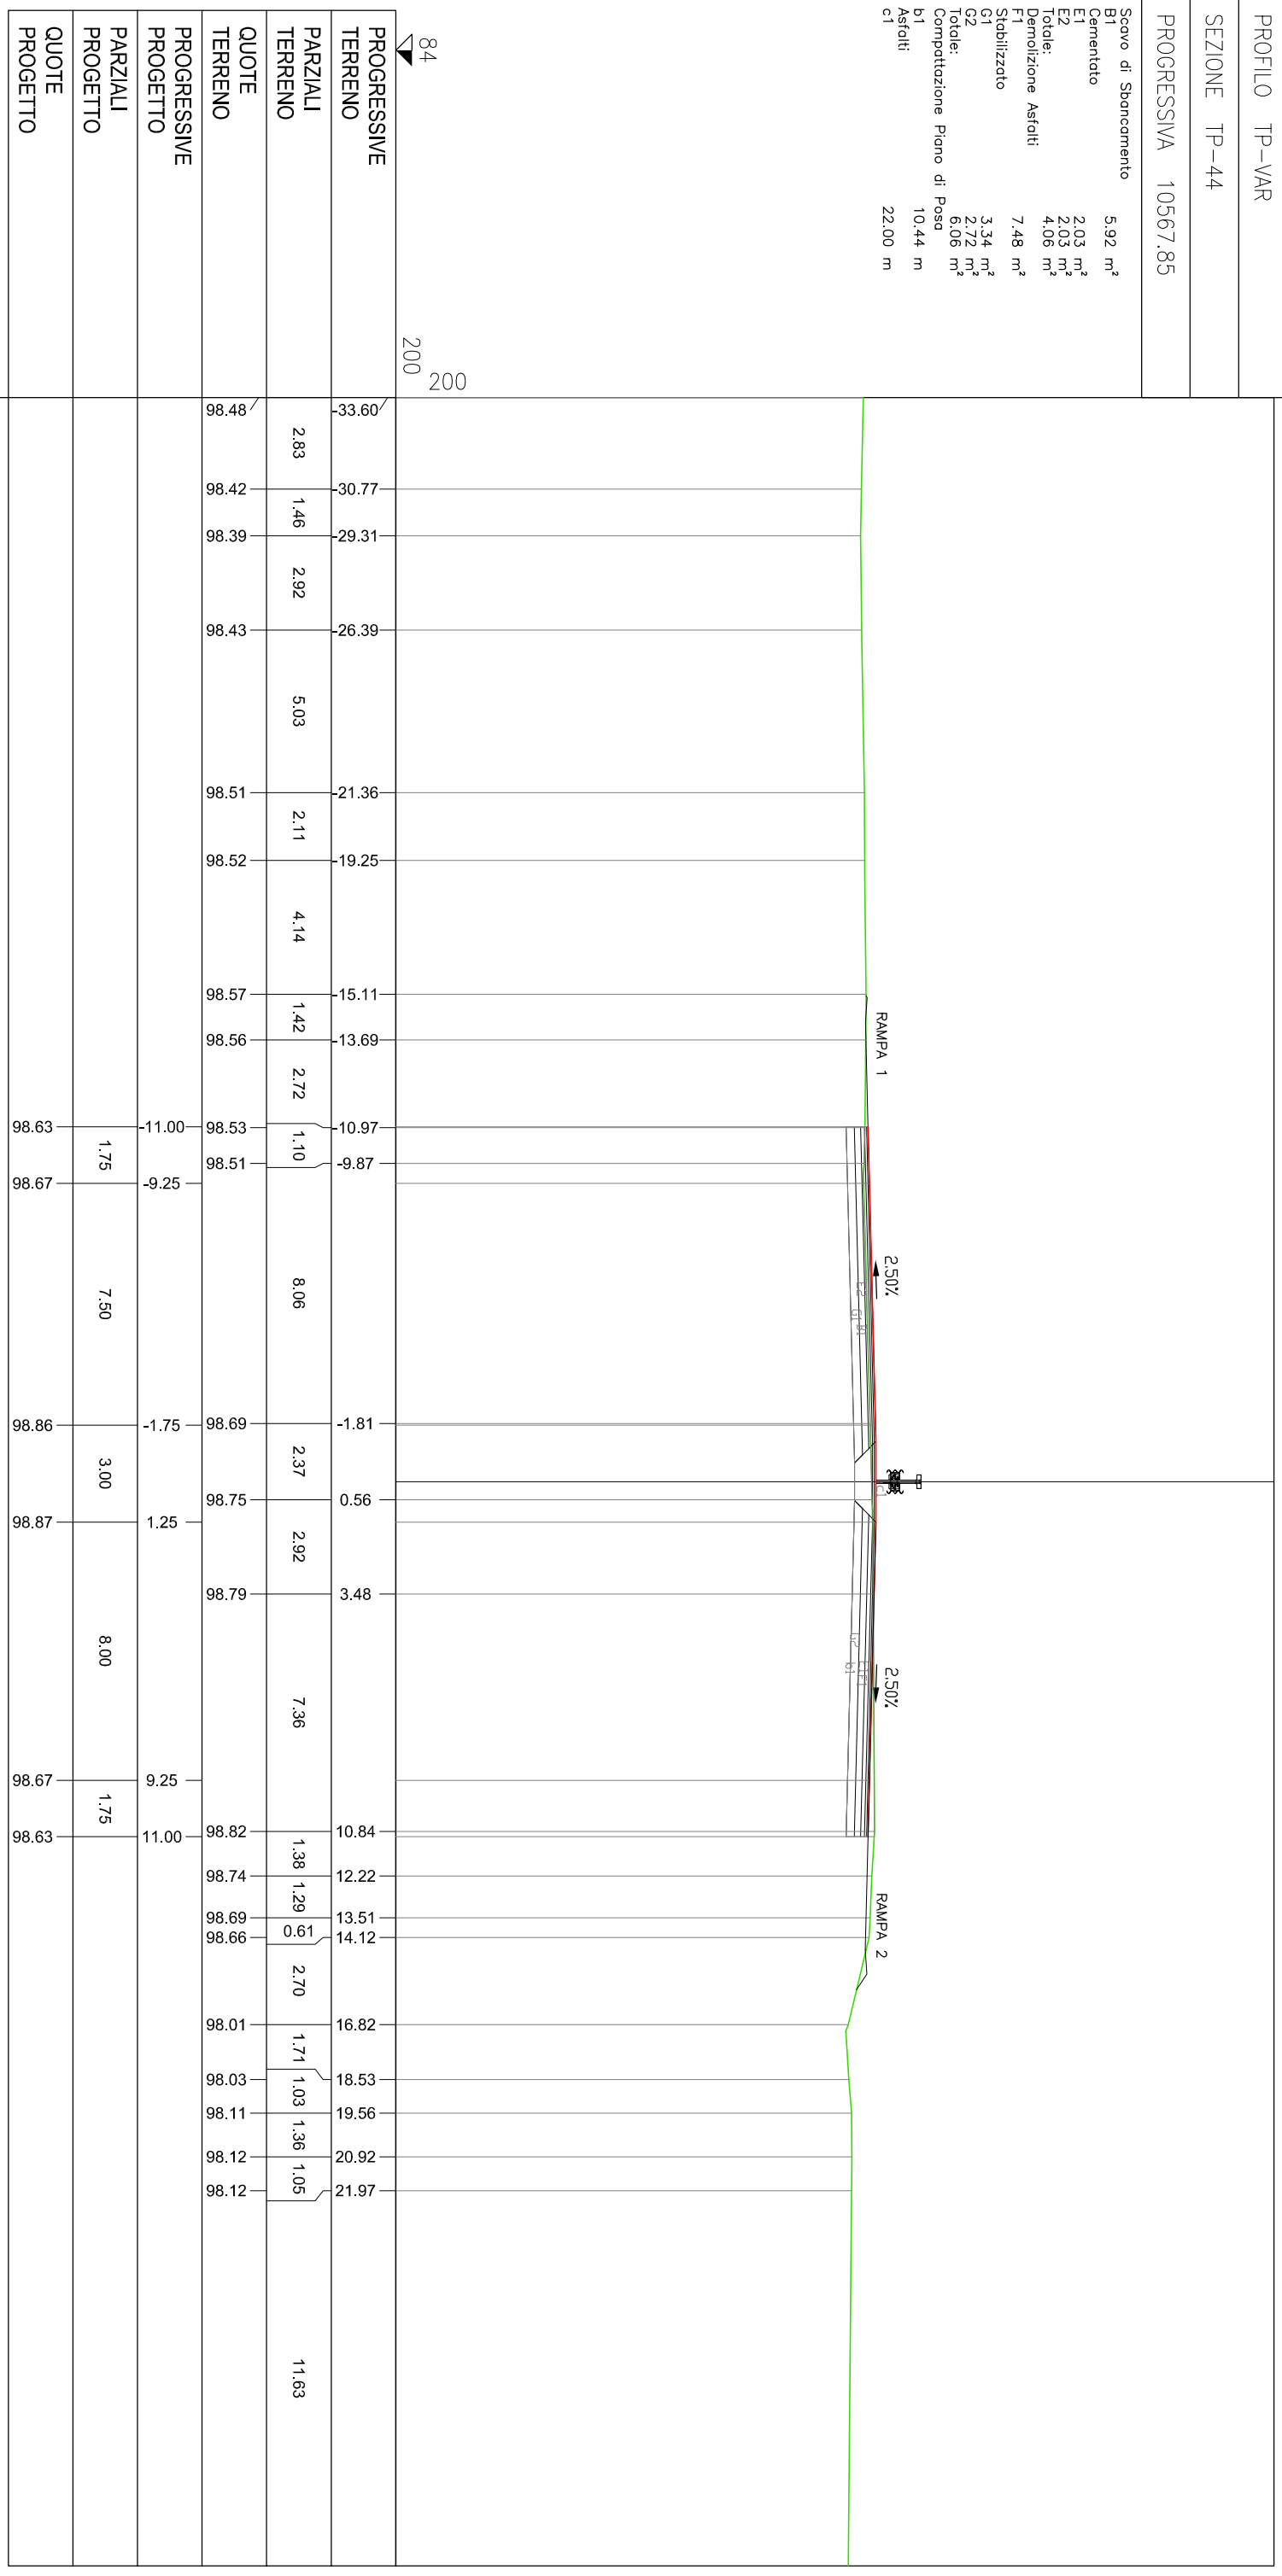 PROFILO TP-VAR
SEZIONE TP-44
PROGRESSIVA 10567.85
Scavo di Sbancamento
B1 5.92 m²
Cementato
E1 2.03 m²
E2 2.03 m²
Totale: 4.06 m²
Demolizione Asfalti
F1 7.48 m²
Stabilizzato
G1 3.34 m²
G2 2.72 m²
Totale: 6.06 m²
Compattazione Piano di Posa
b1 10.44 m
Asfalti
c1 22.00 m
RAMPA 1
2.50%
2.50%
RAMPA 2
E2 G1 B1
c1
G2 b1 E1 F1
200
200
84
PROGRESSIVE TERRENO -33.60 -30.77 -29.31 -26.39 -21.36 -19.25 -15.11 -13.69 -10.97 -9.87 -1.81 0.56 3.48 10.84 12.22 13.51 14.12 16.82 18.53 19.56 20.92 21.97
PARZIALI TERRENO 2.83 1.46 2.92 5.03 2.11 4.14 1.42 2.72 1.10 8.06 2.37 2.92 7.36 1.38 1.29 0.61 2.70 1.71 1.03 1.36 1.05 11.63
QUOTE TERRENO 98.48 98.42 98.39 98.43 98.51 98.52 98.57 98.56 98.53 98.51 98.69 98.75 98.79 98.82 98.74 98.69 98.66 98.01 98.03 98.11 98.12 98.12
PROGRESSIVE PROGETTO -11.00 -9.25 -1.75 1.25 9.25 11.00
PARZIALI PROGETTO 1.75 7.50 3.00 8.00 1.75
QUOTE PROGETTO 98.63 98.67 98.86 98.87 98.67 98.63